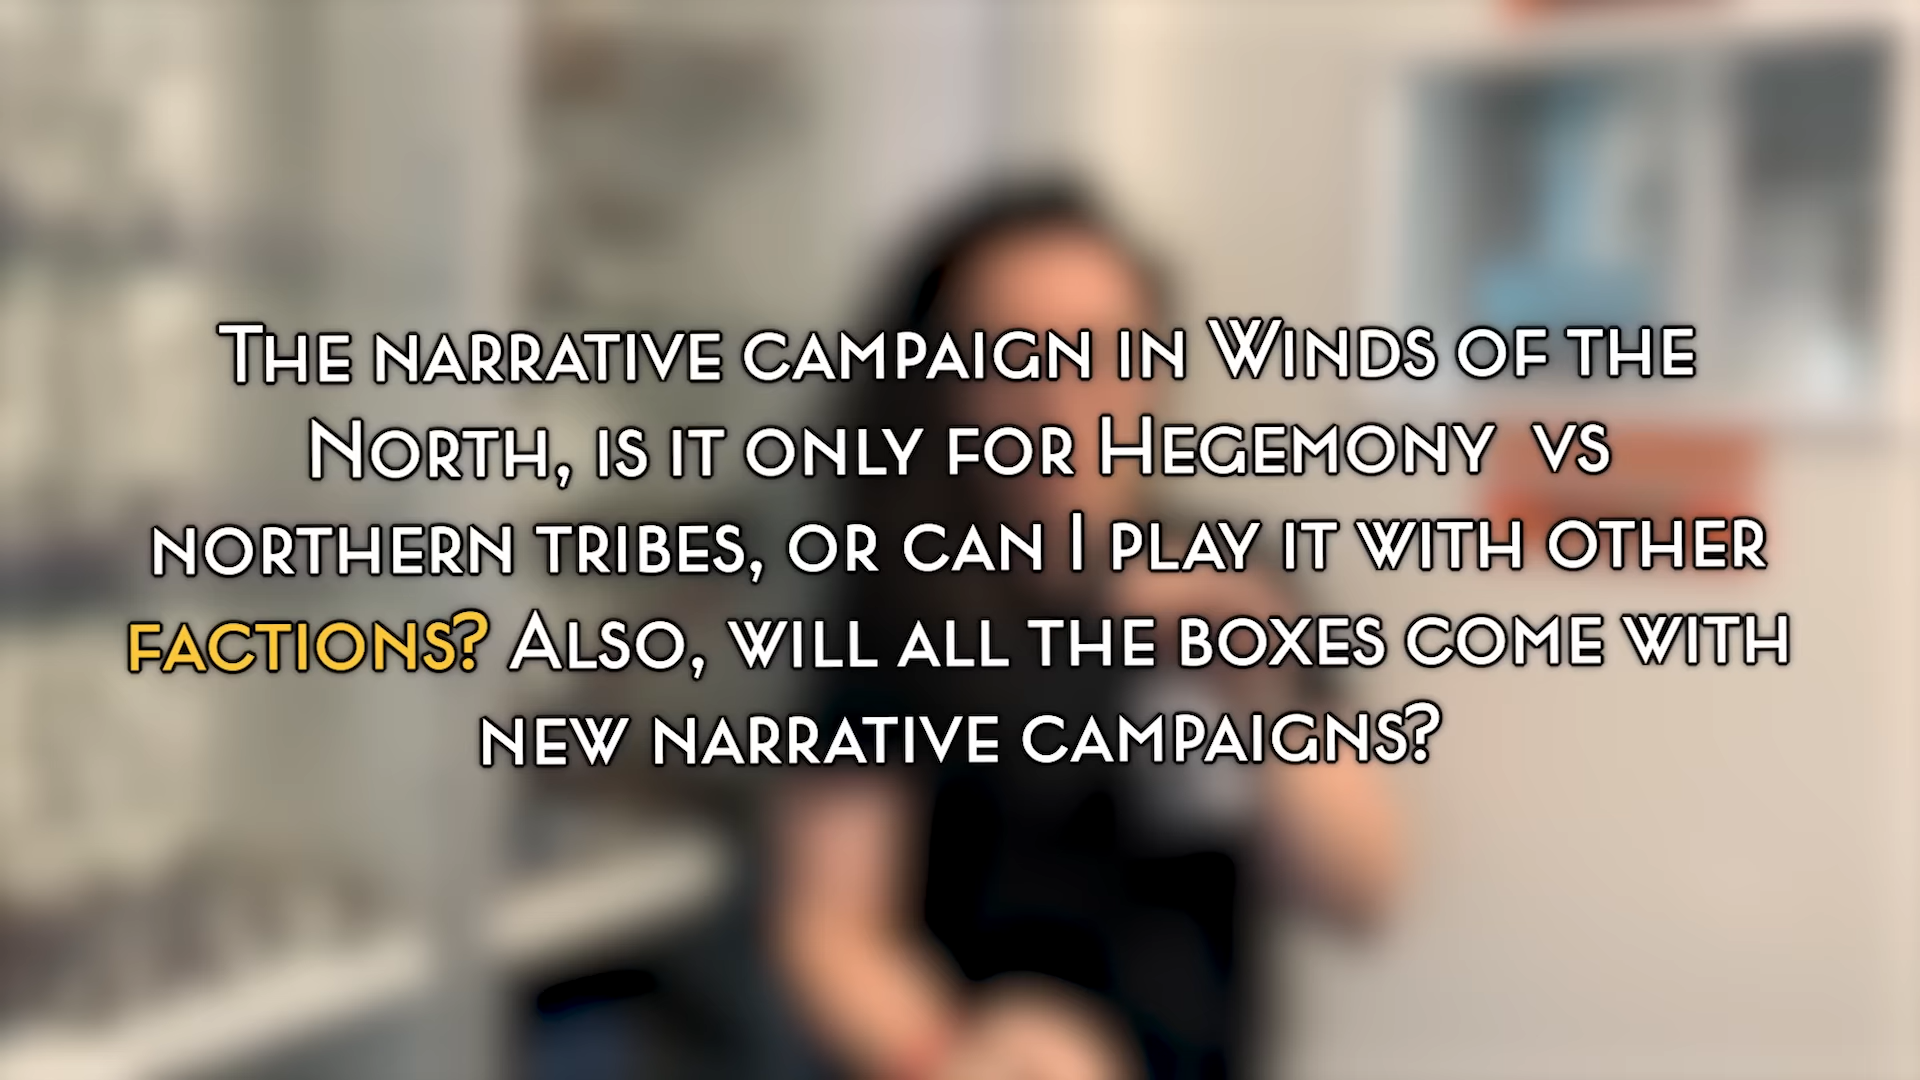 The narrative campaign in Winds of the
North, is it only for Hegemony  vs
northern tribes, or can I play it with other
factions? Also, will all the boxes come with
new narrative campaigns?